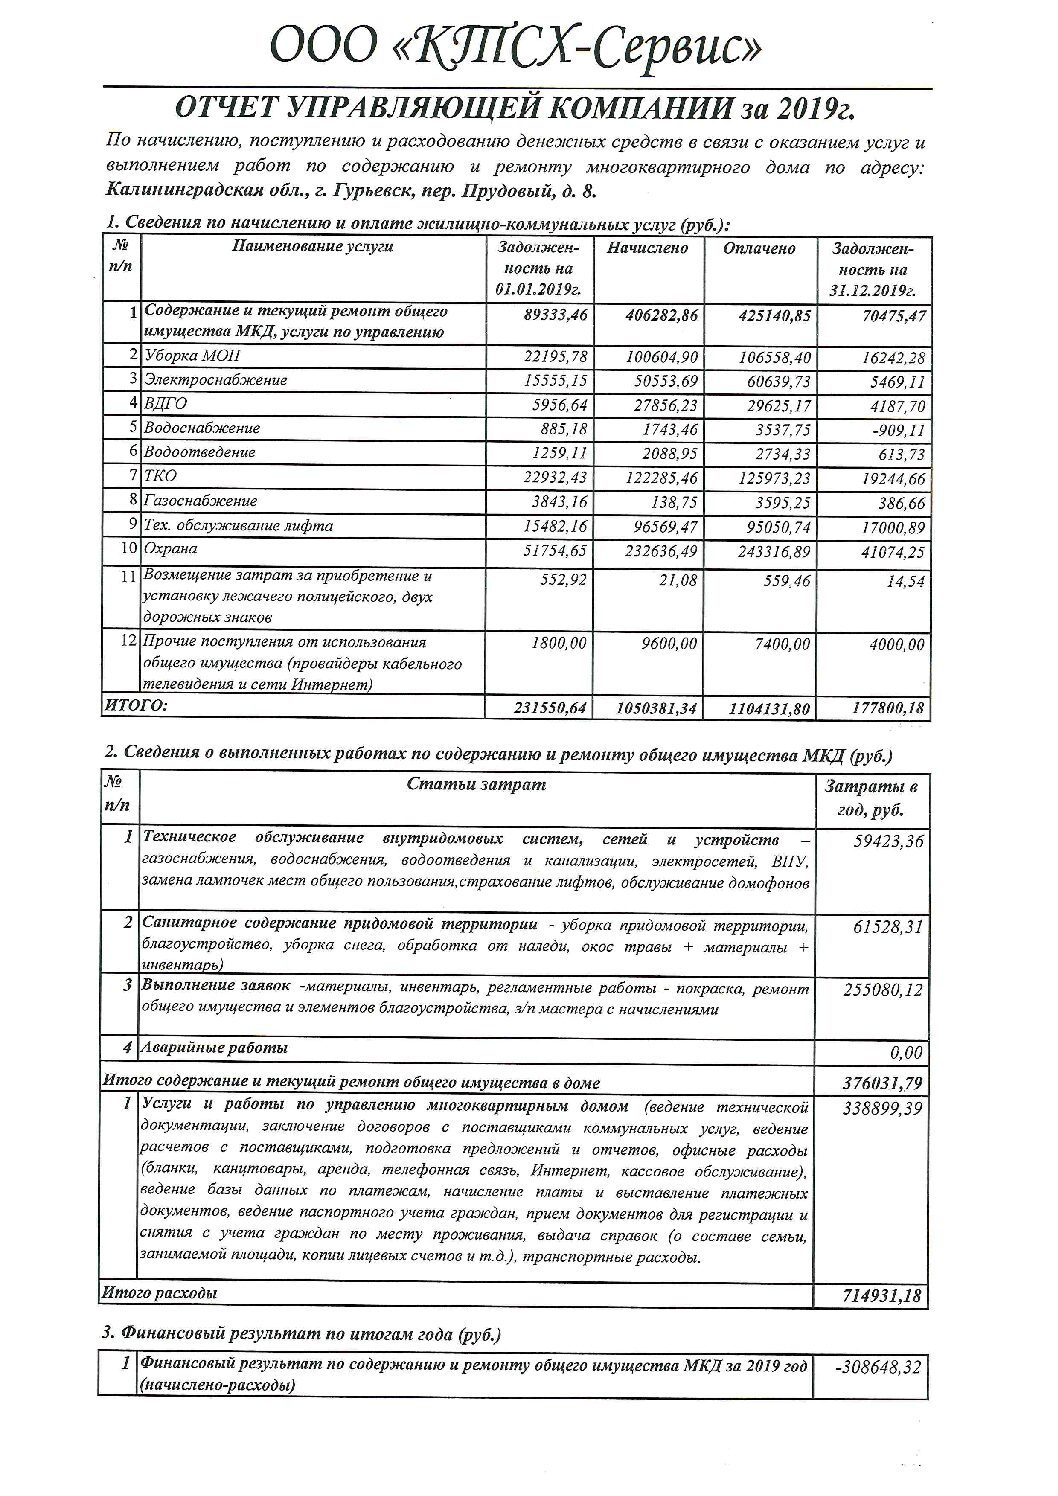 ООО «КТСХ-Сервис»
ОТЧЕТ УПРАВЛЯЮЩЕЙ КОМПАНИИ за 2019г.
По начислению, поступлению и расходованию денежных средств в связи с оказанием услуг и
выполнением работ по содержанию и ремонту многоквартирного дома по адресу:
Калининградская обл., г. Гурьевск, пер. Прудовый, д. 8.
1. Сведения по начислению и оплате жилищно-коммунальных услуг (руб.):
№ Наименование услуги Задолжен- Начислено Оплачено Задолжен-
п/п ность на ность на
01.01.2019г. 31.12.2019г.
1 Содержание и текущий ремонт общего 89333,46 406282,86 425140,85 70475,47
имущества МКД, услуги по управлению
2 Уборка МОП 22195,78 100604,90 106558,40 16242,28
3 Электроснабжение 15555,15 50553,69 60639,73 5469,11
4 ВДГО 5956,64 27856,23 29625,17 4187,70
5 Водоснабжение 885,18 1743,46 3537,75 -909,11
6 Водоотведение 1259,11 2088,95 2734,33 613,73
7 ТКО 22932,43 122285,46 125973,23 19244,66
8 Газоснабжение 3843,16 138,75 3595,25 386,66
9 Тех. обслуживание лифта 15482,16 96569,47 95050,74 17000,89
10 Охрана 51754,65 232636,49 243316,89 41074,25
11 Возмещение затрат за приобретение и 552,92 21,08 559,46 14,54
установку лежачего полицейского, двух
дорожных знаков
12 Прочие поступления от использования 1800,00 9600,00 7400,00 4000,00
общего имущества (провайдеры кабельного
телевидения и сети Интернет)
ИТОГО: 231550,64 1050381,34 1104131,80 177800,18
2. Сведения о выполненных работах по содержанию и ремонту общего имущества МКД (руб.)
№ Статьи затрат Затраты в
п/п год, руб.
1 Техническое обслуживание внутридомовых систем, сетей и устройств – 59423,36
газоснабжения, водоснабжения, водоотведения и канализации, электросетей, ВПУ,
замена лампочек мест общего пользования,страхование лифтов, обслуживание домофонов
2 Санитарное содержание придомовой территории - уборка придомовой территории, 61528,31
благоустройство, уборка снега, обработка от наледи, окос травы + материалы +
инвентарь)
3 Выполнение заявок -материалы, инвентарь, регламентные работы - покраска, ремонт 255080,12
общего имущества и элементов благоустройства, з/п мастера с начислениями
4 Аварийные работы 0,00
Итого содержание и текущий ремонт общего имущества в доме 376031,79
1 Услуги и работы по управлению многоквартирным домом (ведение технической 338899,39
документации, заключение договоров с поставщиками коммунальных услуг, ведение
расчетов с поставщиками, подготовка предложений и отчетов, офисные расходы
(бланки, канцтовары, аренда, телефонная связь, Интернет, кассовое обслуживание),
ведение базы данных по платежам, начисление платы и выставление платежных
документов, ведение паспортного учета граждан, прием документов для регистрации и
снятия с учета граждан по месту проживания, выдача справок (о составе семьи,
занимаемой площади, копии лицевых счетов и т.д.), транспортные расходы.
Итого расходы 714931,18
3. Финансовый результат по итогам года (руб.)
1 Финансовый результат по содержанию и ремонту общего имущества МКД за 2019 год -308648,32
(начислено-расходы)